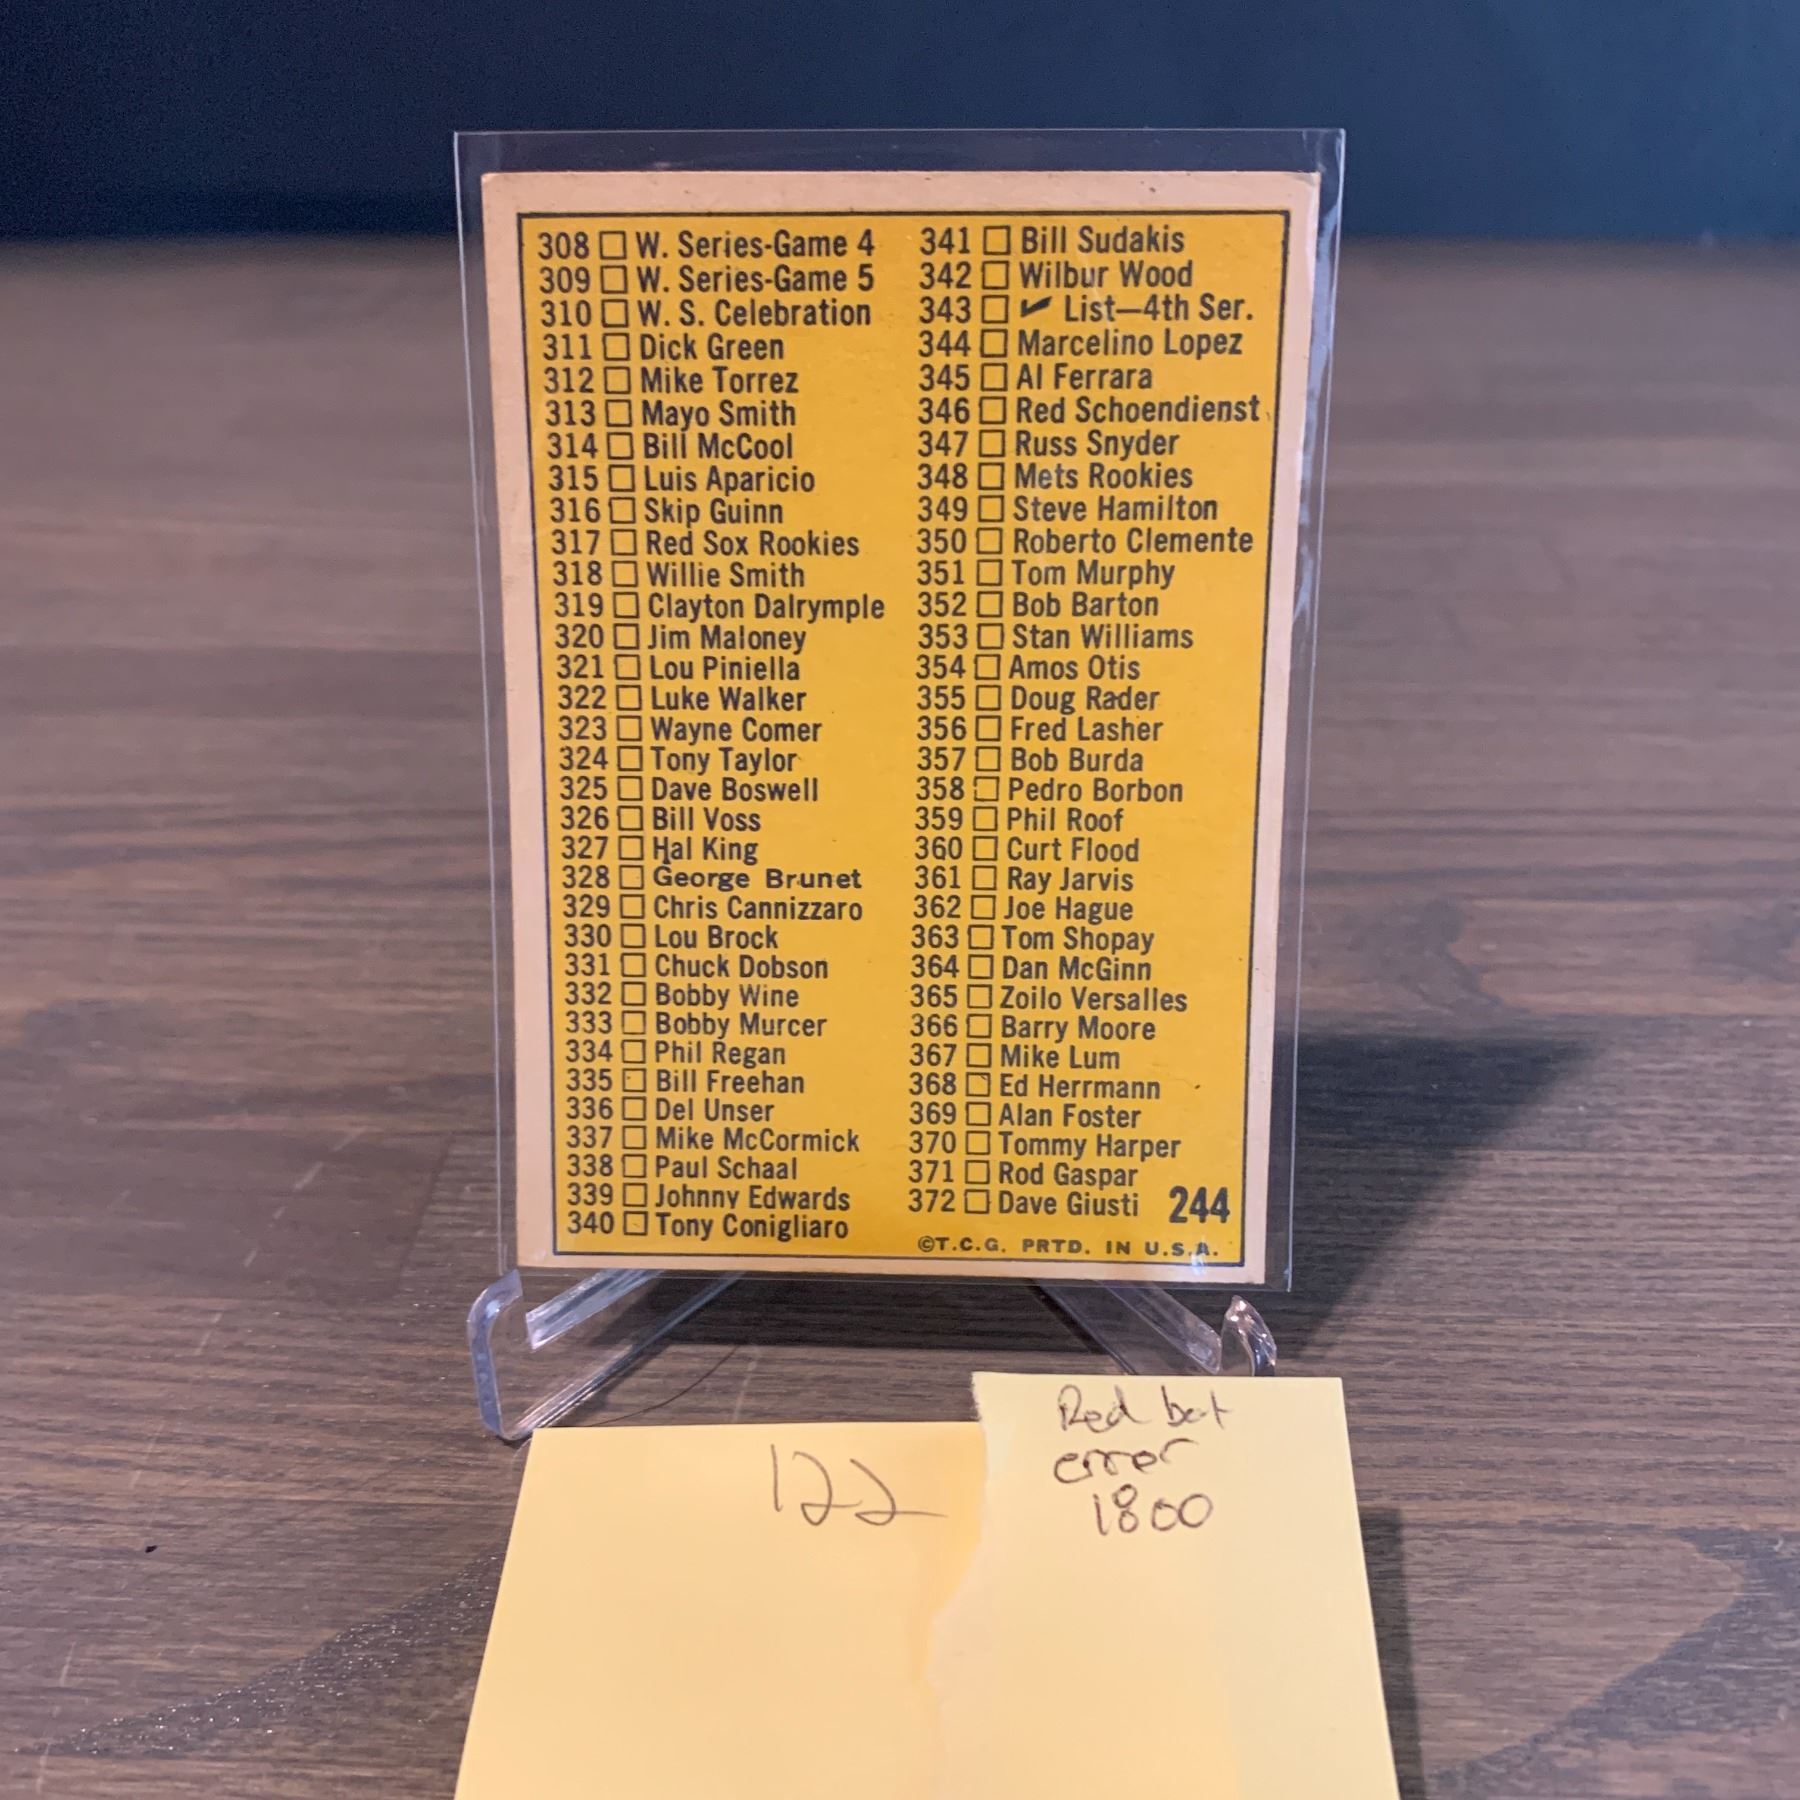 308 ☐ W. Series-Game 4
309 ☐ W. Series-Game 5
310 ☐ W. S. Celebration
311 ☐ Dick Green
312 ☐ Mike Torrez
313 ☐ Mayo Smith
314 ☐ Bill McCool
315 ☐ Luis Aparicio
316 ☐ Skip Guinn
317 ☐ Red Sox Rookies
318 ☐ Willie Smith
319 ☐ Clayton Dalrymple
320 ☐ Jim Maloney
321 ☐ Lou Piniella
322 ☐ Luke Walker
323 ☐ Wayne Comer
324 ☐ Tony Taylor
325 ☐ Dave Boswell
326 ☐ Bill Voss
327 ☐ Hal King
328 ☐ George Brunet
329 ☐ Chris Cannizzaro
330 ☐ Lou Brock
331 ☐ Chuck Dobson
332 ☐ Bobby Wine
333 ☐ Bobby Murcer
334 ☐ Phil Regan
335 ☐ Bill Freehan
336 ☐ Del Unser
337 ☐ Mike McCormick
338 ☐ Paul Schaal
339 ☐ Johnny Edwards
340 ☐ Tony Conigliaro
341 ☐ Bill Sudakis
342 ☐ Wilbur Wood
343 ☐ ✓ List—4th Ser.
344 ☐ Marcelino Lopez
345 ☐ Al Ferrara
346 ☐ Red Schoendienst
347 ☐ Russ Snyder
348 ☐ Mets Rookies
349 ☐ Steve Hamilton
350 ☐ Roberto Clemente
351 ☐ Tom Murphy
352 ☐ Bob Barton
353 ☐ Stan Williams
354 ☐ Amos Otis
355 ☐ Doug Rader
356 ☐ Fred Lasher
357 ☐ Bob Burda
358 ☐ Pedro Borbon
359 ☐ Phil Roof
360 ☐ Curt Flood
361 ☐ Ray Jarvis
362 ☐ Joe Hague
363 ☐ Tom Shopay
364 ☐ Dan McGinn
365 ☐ Zoilo Versalles
366 ☐ Barry Moore
367 ☐ Mike Lum
368 ☐ Ed Herrmann
369 ☐ Alan Foster
370 ☐ Tommy Harper
371 ☐ Rod Gaspar
372 ☐ Dave Giusti 244
©T.C.G. PRTD. IN U.S.A.
122
Red bat
error
1800